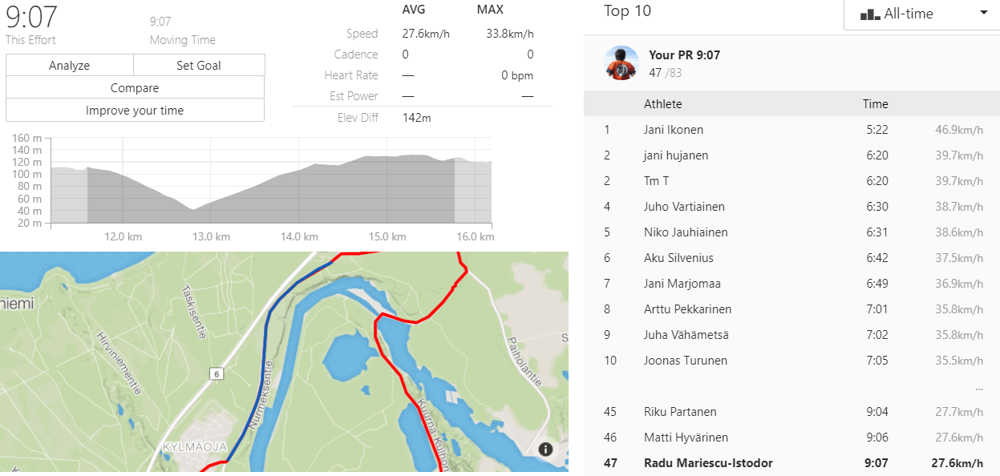 9:07
This Effort
9:07
Moving Time
Analyze
Set Goal
Compare
Improve your time
AVG MAX
Speed 27.6km/h 33.8km/h
Cadence 0 0
Heart Rate — 0 bpm
Est Power — —
Elev Diff 142m
160 m
140 m
120 m
100 m
80 m
60 m
40 m
20 m
12.0 km 13.0 km 14.0 km 15.0 km 16.0 km
niemi
Taskisentie
Hirviniementie
6
Nurmeksentie
KYLMÄOJA
Paiholantie
S
Kuurna-Kulhon
K
i
Top 10
All-time
Your PR 9:07
47 /83
Athlete Time
1 Jani Ikonen 5:22 46.9km/h
2 jani hujanen 6:20 39.7km/h
2 Tm T 6:20 39.7km/h
4 Juho Vartiainen 6:30 38.7km/h
5 Niko Jauhiainen 6:31 38.6km/h
6 Aku Silvenius 6:42 37.5km/h
7 Jani Marjomaa 6:49 36.9km/h
8 Arttu Pekkarinen 7:01 35.8km/h
9 Juha Vähämetsä 7:02 35.8km/h
10 Joonas Turunen 7:05 35.5km/h
...
45 Riku Partanen 9:04 27.7km/h
46 Matti Hyvärinen 9:06 27.6km/h
47 Radu Mariescu-Istodor 9:07 27.6km/h